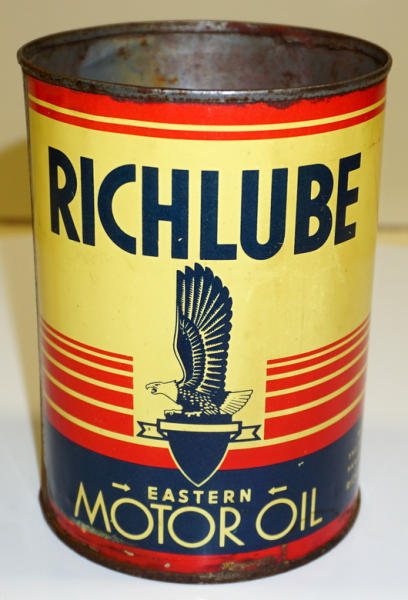 RICHLUBE
→ EASTERN ←
MOTOR OIL